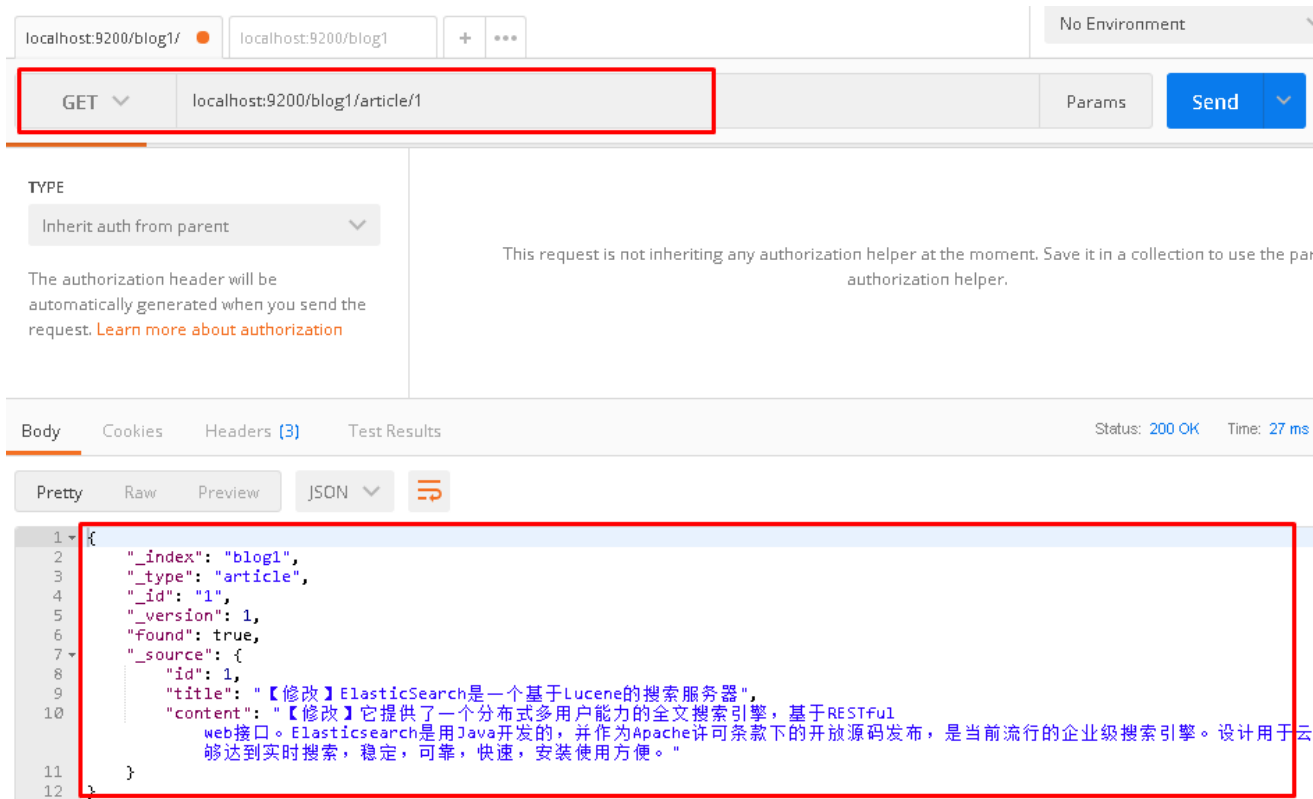 localhost:9200/blog1/ localhost:9200/blog1 + ••• No Environment
GET localhost:9200/blog1/article/1 Params Send
TYPE
Inherit auth from parent
The authorization header will be
automatically generated when you send the
request. Learn more about authorization
This request is not inheriting any authorization helper at the moment. Save it in a collection to use the par
authorization helper.
Body Cookies Headers (3) Test Results Status: 200 OK Time: 27 ms
Pretty Raw Preview JSON
1 {
2 "_index": "blog1",
3 "_type": "article",
4 "_id": "1",
5 "_version": 1,
6 "found": true,
7 "_source": {
8 "id": 1,
9 "title": "【修改】ElasticSearch是一个基于Lucene的搜索服务器",
10 "content": "【修改】它提供了一个分布式多用户能力的全文搜索引擎，基于RESTful
web接口。Elasticsearch是用Java开发的，并作为Apache许可条款下的开放源码发布，是当前流行的企业级搜索引擎。设计用于云
够达到实时搜索，稳定，可靠，快速，安装使用方便。"
11 }
12 }